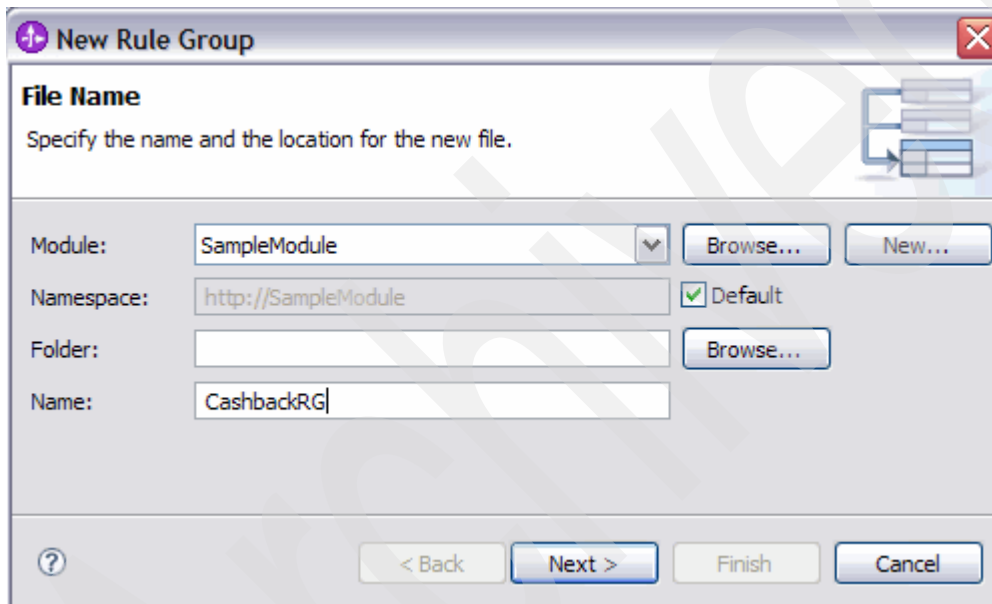 New Rule Group
File Name
Specify the name and the location for the new file.
Module: SampleModule Browse... New...
Namespace: http://SampleModule Default
Folder: Browse...
Name: CashbackRG
? < Back Next > Finish Cancel